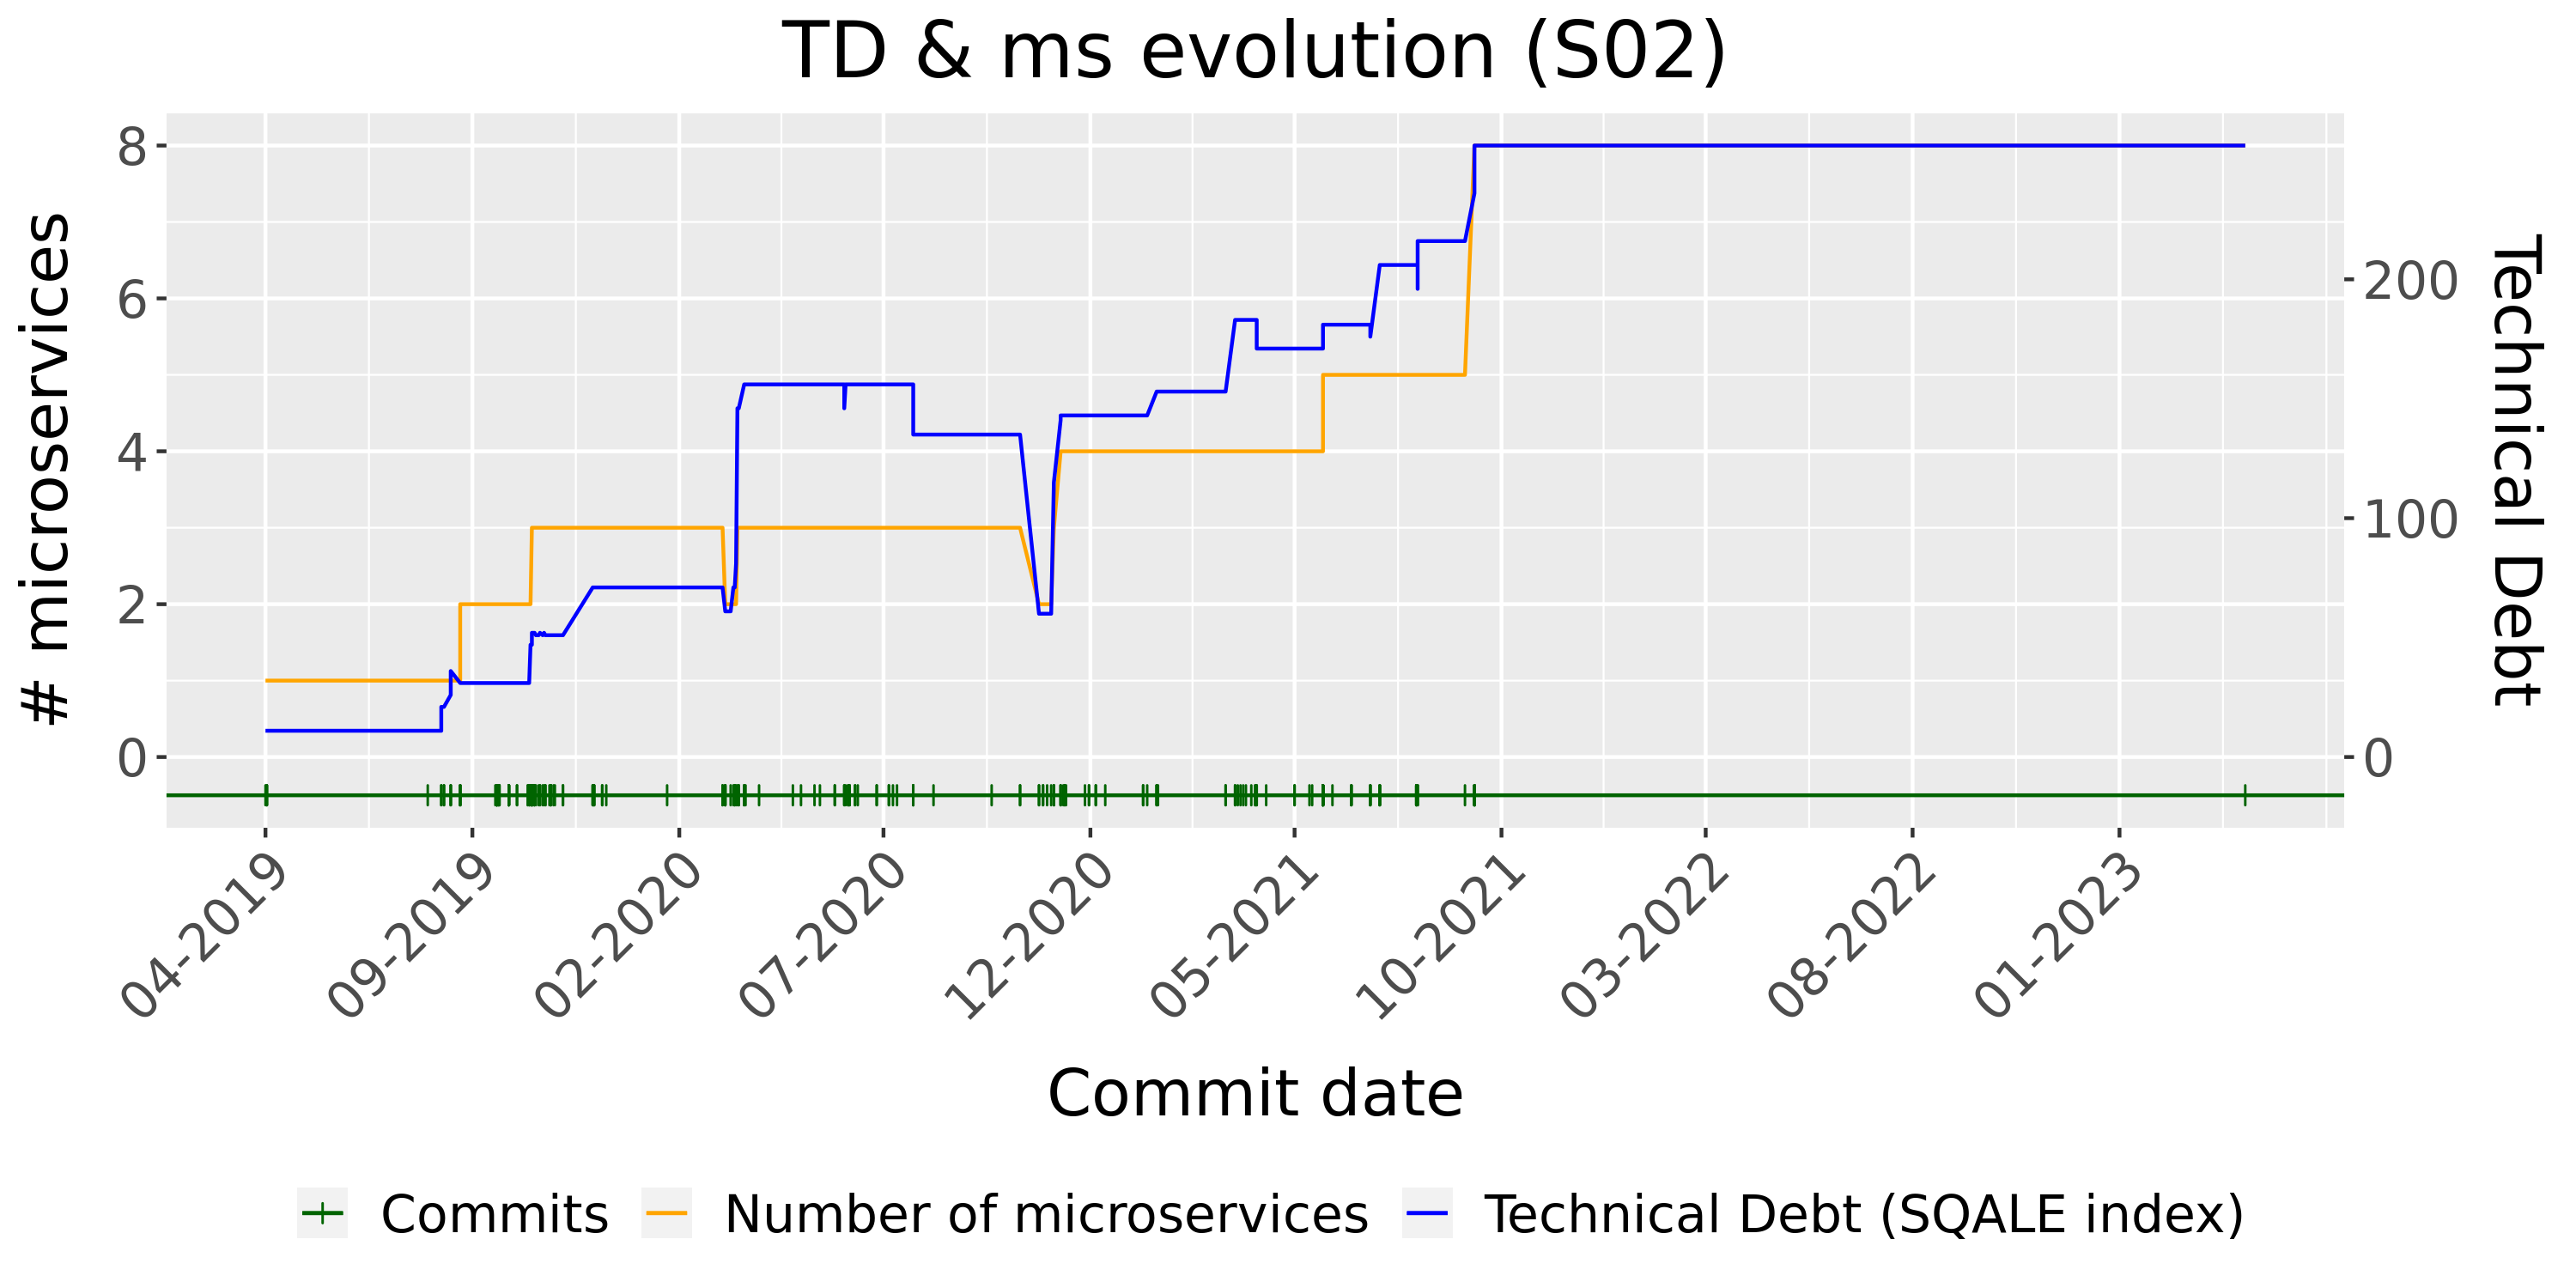 TD & ms evolution (S02)
# microservices
8
6
4
2
0
200
100
0
Technical Debt
04-2019
09-2019
02-2020
07-2020
12-2020
05-2021
10-2021
03-2022
08-2022
01-2023
Commit date
Commits
Number of microservices
Technical Debt (SQALE index)